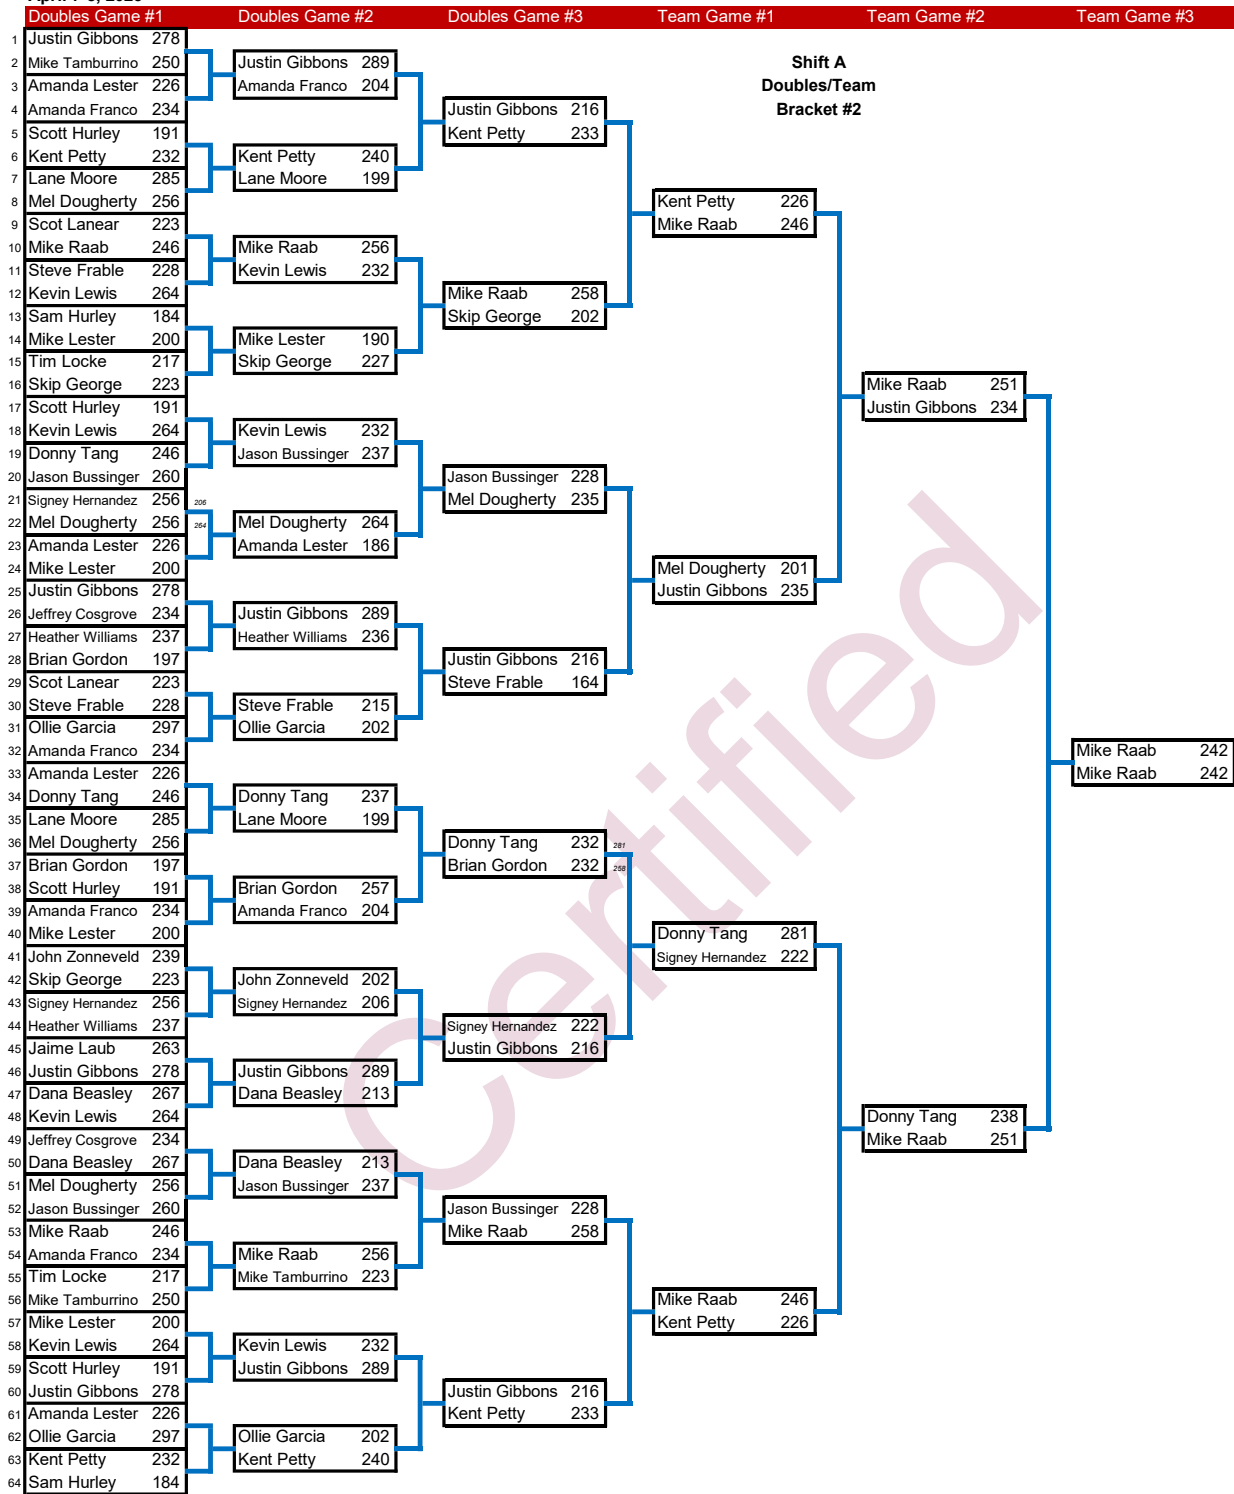 Doubles Game #1 Doubles Game #2 Doubles Game #3 Team Game #1 Team Game #2 Team Game #3
Shift A
Doubles/Team
Bracket #2
1 Justin Gibbons 278
2 Mike Tamburrino 250
3 Amanda Lester 226
4 Amanda Franco 234
5 Scott Hurley 191
6 Kent Petty 232
7 Lane Moore 285
8 Mel Dougherty 256
9 Scot Lanear 223
10 Mike Raab 246
11 Steve Frable 228
12 Kevin Lewis 264
13 Sam Hurley 184
14 Mike Lester 200
15 Tim Locke 217
16 Skip George 223
17 Scott Hurley 191
18 Kevin Lewis 264
19 Donny Tang 246
20 Jason Bussinger 260
21 Signey Hernandez 256 206
22 Mel Dougherty 256 264
23 Amanda Lester 226
24 Mike Lester 200
25 Justin Gibbons 278
26 Jeffrey Cosgrove 234
27 Heather Williams 237
28 Brian Gordon 197
29 Scot Lanear 223
30 Steve Frable 228
31 Ollie Garcia 297
32 Amanda Franco 234
33 Amanda Lester 226
34 Donny Tang 246
35 Lane Moore 285
36 Mel Dougherty 256
37 Brian Gordon 197
38 Scott Hurley 191
39 Amanda Franco 234
40 Mike Lester 200
41 John Zonneveld 239
42 Skip George 223
43 Signey Hernandez 256
44 Heather Williams 237
45 Jaime Laub 263
46 Justin Gibbons 278
47 Dana Beasley 267
48 Kevin Lewis 264
49 Jeffrey Cosgrove 234
50 Dana Beasley 267
51 Mel Dougherty 256
52 Jason Bussinger 260
53 Mike Raab 246
54 Amanda Franco 234
55 Tim Locke 217
56 Mike Tamburrino 250
57 Mike Lester 200
58 Kevin Lewis 264
59 Scott Hurley 191
60 Justin Gibbons 278
61 Amanda Lester 226
62 Ollie Garcia 297
63 Kent Petty 232
64 Sam Hurley 184
Justin Gibbons 289
Amanda Franco 204
Kent Petty 240
Lane Moore 199
Mike Raab 256
Kevin Lewis 232
Mike Lester 190
Skip George 227
Kevin Lewis 232
Jason Bussinger 237
Mel Dougherty 264
Amanda Lester 186
Justin Gibbons 289
Heather Williams 236
Steve Frable 215
Ollie Garcia 202
Donny Tang 237
Lane Moore 199
Brian Gordon 257
Amanda Franco 204
John Zonneveld 202
Signey Hernandez 206
Justin Gibbons 289
Dana Beasley 213
Dana Beasley 213
Jason Bussinger 237
Mike Raab 256
Mike Tamburrino 223
Kevin Lewis 232
Justin Gibbons 289
Ollie Garcia 202
Kent Petty 240
Justin Gibbons 216
Kent Petty 233
Mike Raab 258
Skip George 202
Jason Bussinger 228
Mel Dougherty 235
Justin Gibbons 216
Steve Frable 164
Donny Tang 232 281
Brian Gordon 232 258
Signey Hernandez 222
Justin Gibbons 216
Jason Bussinger 228
Mike Raab 258
Justin Gibbons 216
Kent Petty 233
Kent Petty 226
Mike Raab 246
Mel Dougherty 201
Justin Gibbons 235
Donny Tang 281
Signey Hernandez 222
Mike Raab 246
Kent Petty 226
Mike Raab 251
Justin Gibbons 234
Donny Tang 238
Mike Raab 251
Mike Raab 242
Mike Raab 242
Certified